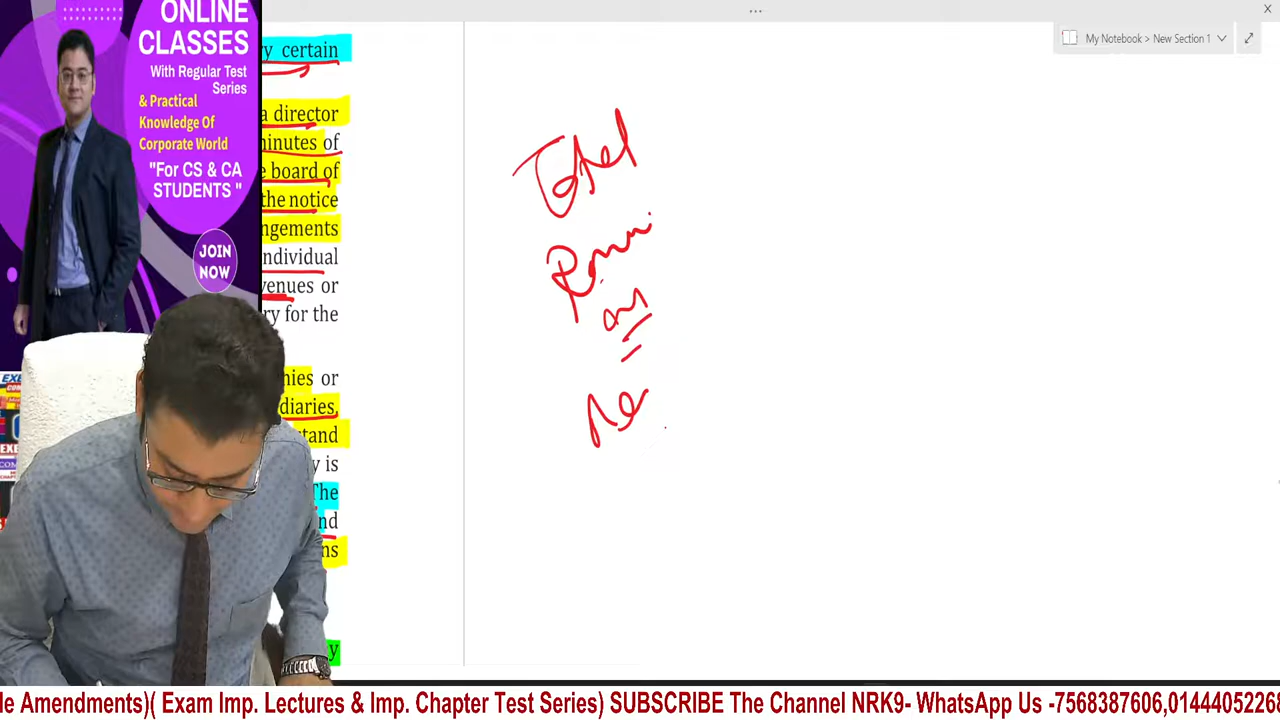 ONLINE
CLASSES
With Regular Test
Series
& Practical
Knowledge Of
Corporate World
"For CS & CA
STUDENTS "
JOIN
NOW
certain
a director
minutes of
board of
the notice
ngements
ndividual
venues or
ry for the
nies or
diaries,
stand
y is
The
nd
ns
y
My Notebook > New Section 1
Total
le Amendments)( Exam Imp. Lectures & Imp. Chapter Test Series) SUBSCRIBE The Channel NRK9- WhatsApp Us -7568387606,01444052268